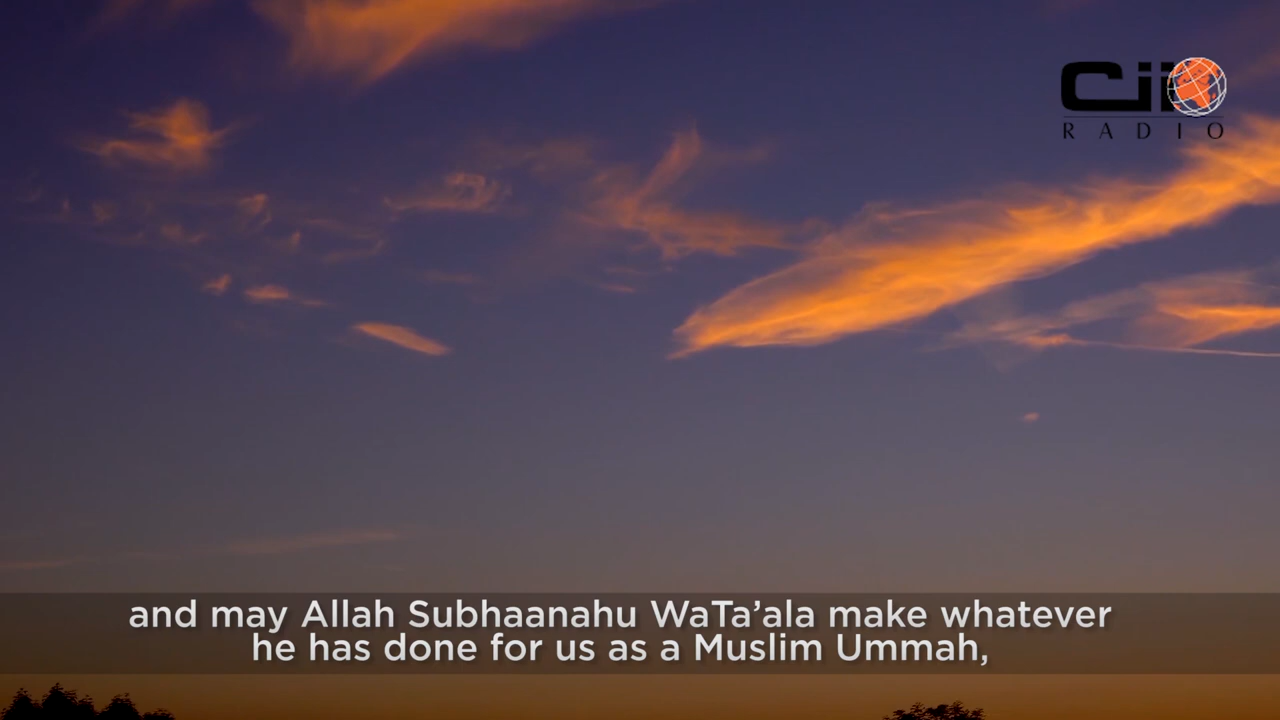 Cii
RADIO
and may Allah Subhaanahu WaTa’ala make whatever
he has done for us as a Muslim Ummah,